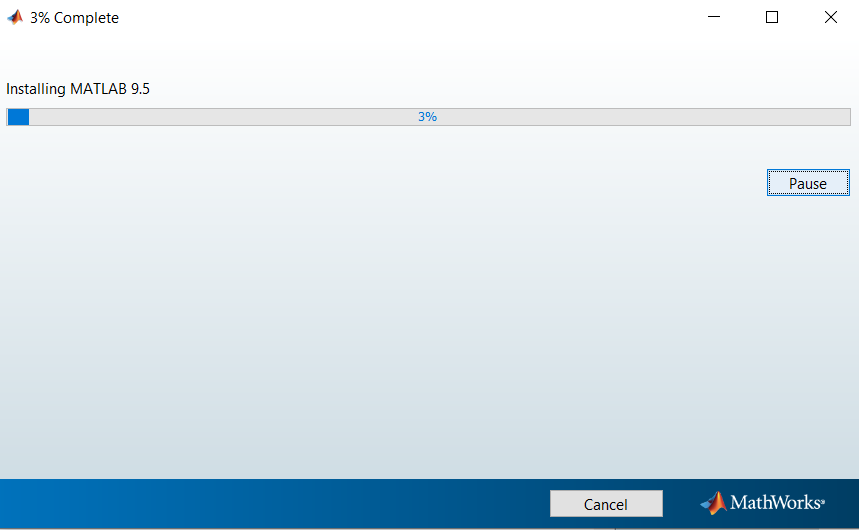 3% Complete
Installing MATLAB 9.5
3%
Pause
Cancel
MathWorks®